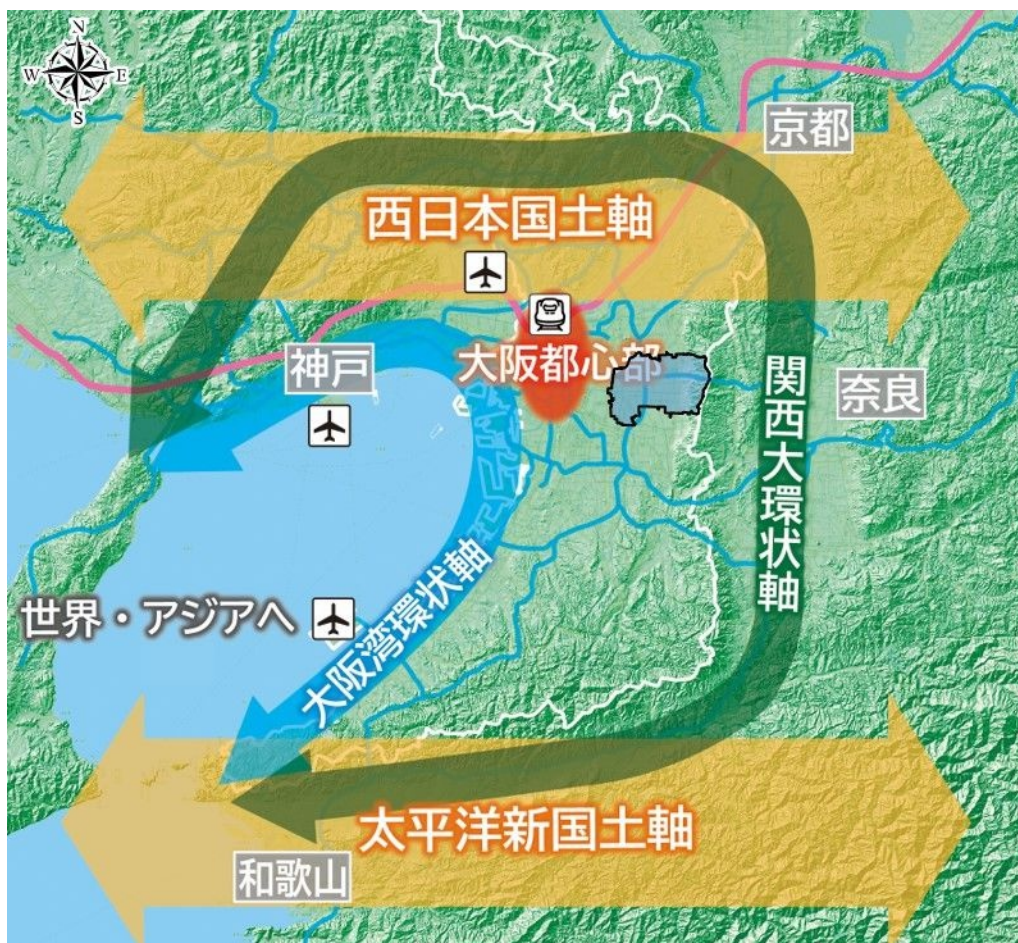 N
W E
S
京都
西日本国土軸
大阪都心部
神戸
関西大環状軸
奈良
世界・アジアへ
大阪湾環状軸
太平洋新国土軸
和歌山